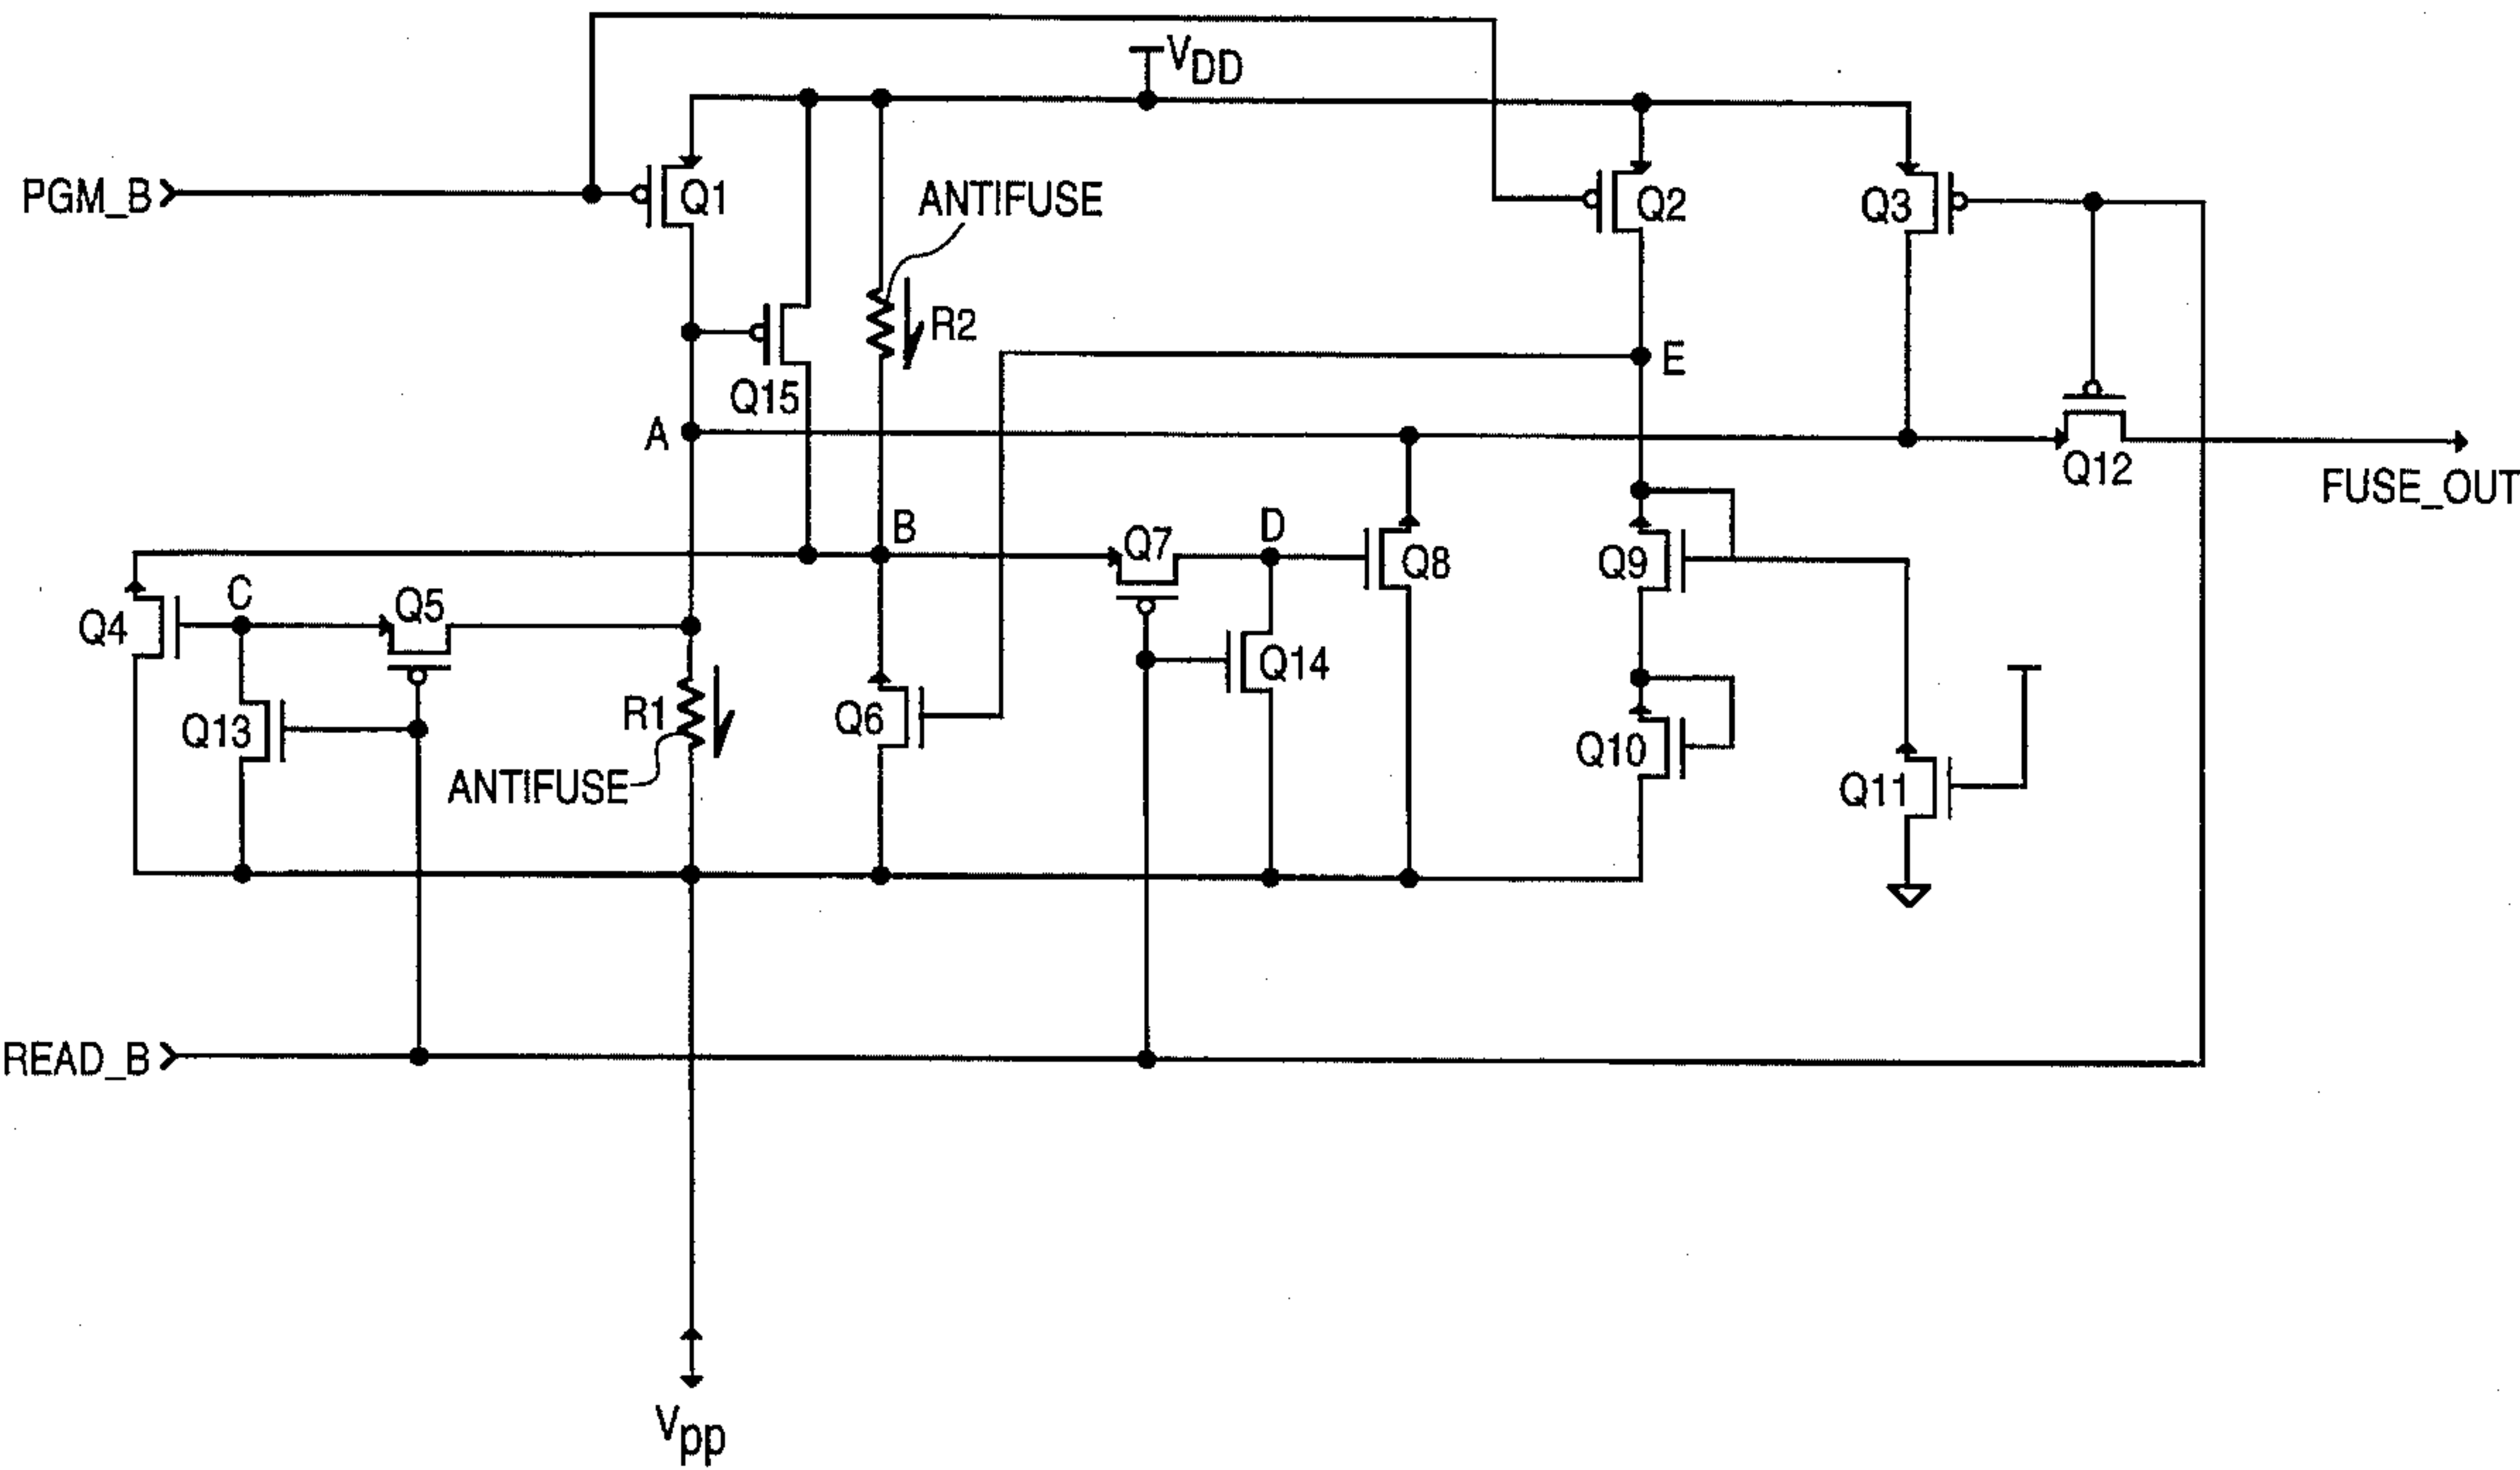 VDD
PGM_B
Q1
ANTIFUSE
Q2
Q3
R2
E
Q15
A
Q12
FUSE_OUT
B
Q7
D
Q8
Q9
C
Q5
Q4
Q14
R1
Q6
Q13
Q10
ANTIFUSE
Q11
READ_B
Vpp